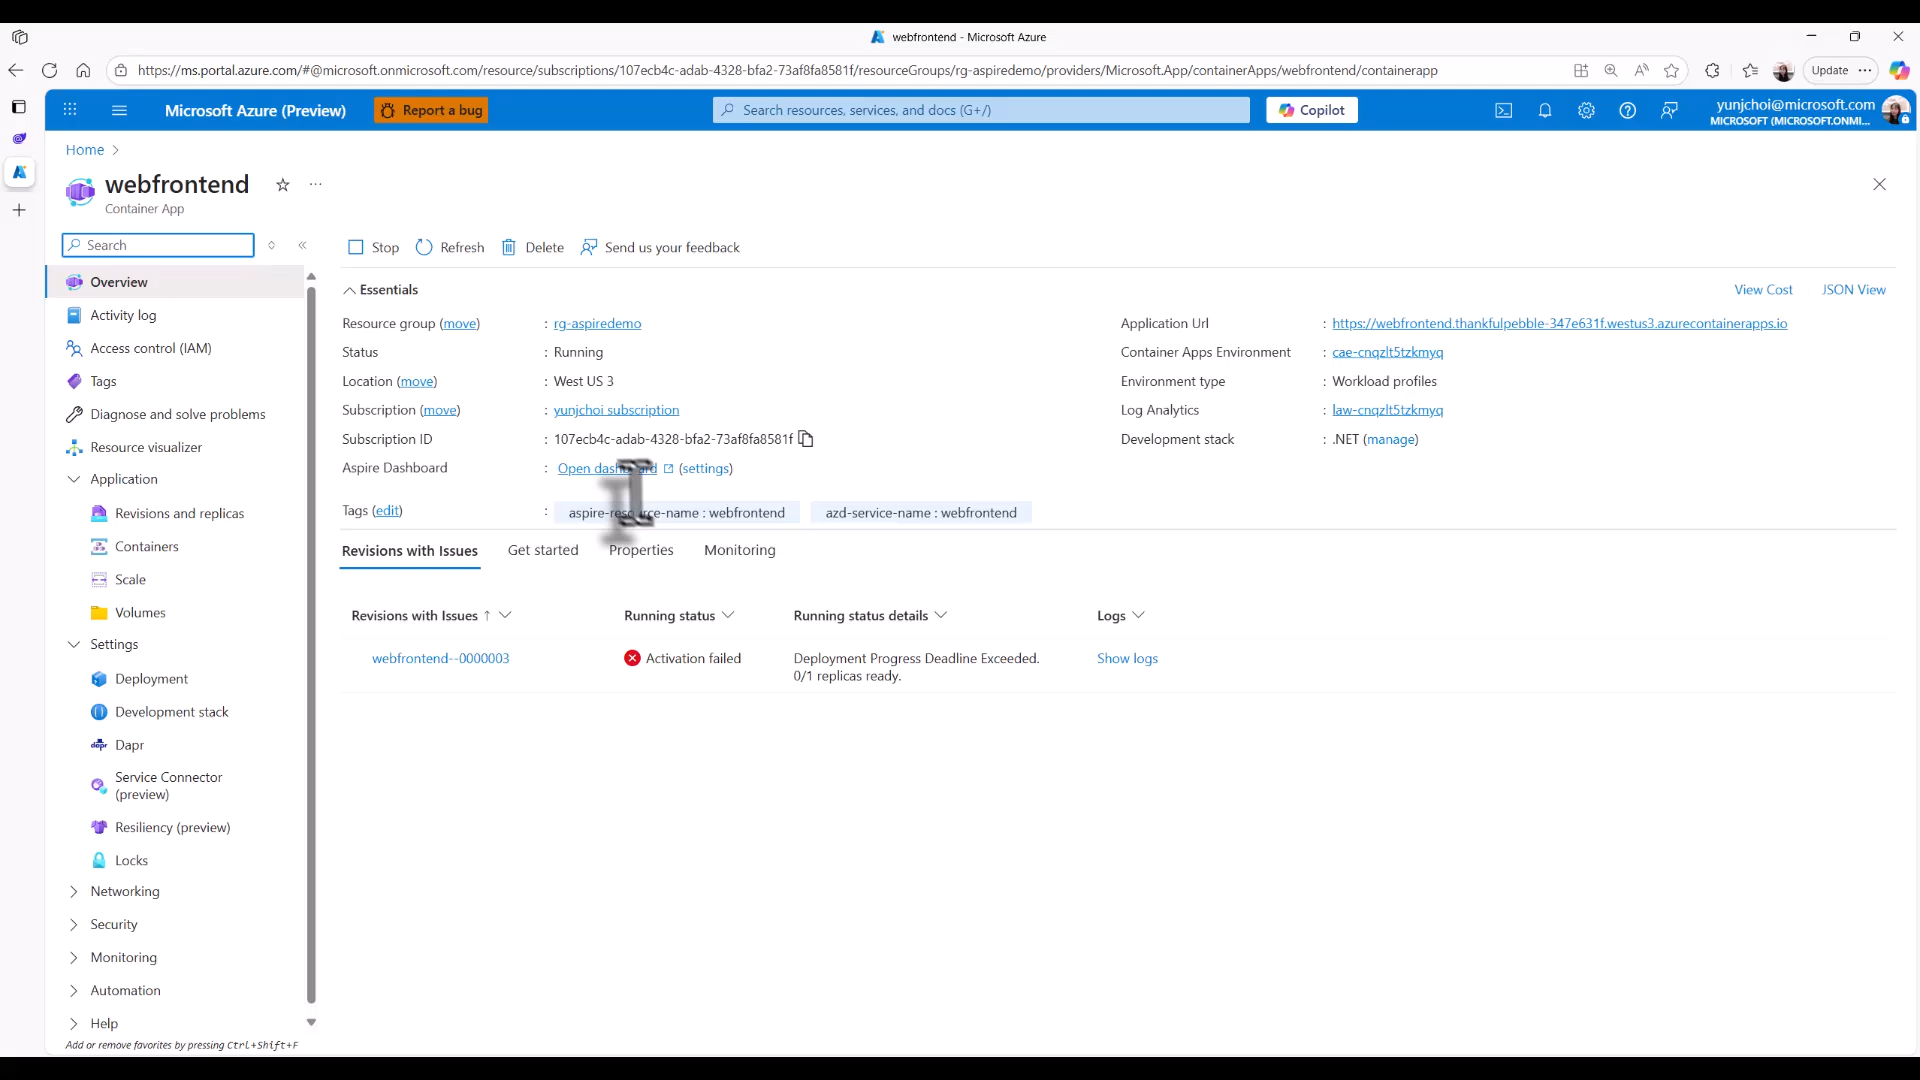 webfrontend - Microsoft Azure
https://ms.portal.azure.com/#@microsoft.onmicrosoft.com/resource/subscriptions/107ecb4c-adab-4328-bfa2-73af8fa8581f/resourceGroups/rg-aspiredemo/providers/Microsoft.App/containerApps/webfrontend/containerapp
Update
Microsoft Azure (Preview)
Report a bug
Search resources, services, and docs (G+/)
Copilot
yunjchoi@microsoft.com
MICROSOFT (MICROSOFT.ONMI...
Home >
webfrontend
Container App
Search
Stop
Refresh
Delete
Send us your feedback
Overview
Activity log
Access control (IAM)
Tags
Diagnose and solve problems
Resource visualizer
Application
Revisions and replicas
Containers
Scale
Volumes
Settings
Deployment
Development stack
Dapr
Service Connector
(preview)
Resiliency (preview)
Locks
Networking
Security
Monitoring
Automation
Help
Add or remove favorites by pressing Ctrl+Shift+F
Essentials
View Cost
JSON View
Resource group (move) : rg-aspiredemo
Status : Running
Location (move) : West US 3
Subscription (move) : yunjchoi subscription
Subscription ID : 107ecb4c-adab-4328-bfa2-73af8fa8581f
Aspire Dashboard : Open dashboard (settings)
Tags (edit) : aspire-resource-name : webfrontend azd-service-name : webfrontend
Application Url : https://webfrontend.thankfulpebble-347e631f.westus3.azurecontainerapps.io
Container Apps Environment : cae-cnqzlt5tzkmyq
Environment type : Workload profiles
Log Analytics : law-cnqzlt5tzkmyq
Development stack : .NET (manage)
Revisions with Issues
Get started
Properties
Monitoring
Revisions with Issues ↑
Running status
Running status details
Logs
webfrontend--0000003
Activation failed
Deployment Progress Deadline Exceeded.
0/1 replicas ready.
Show logs